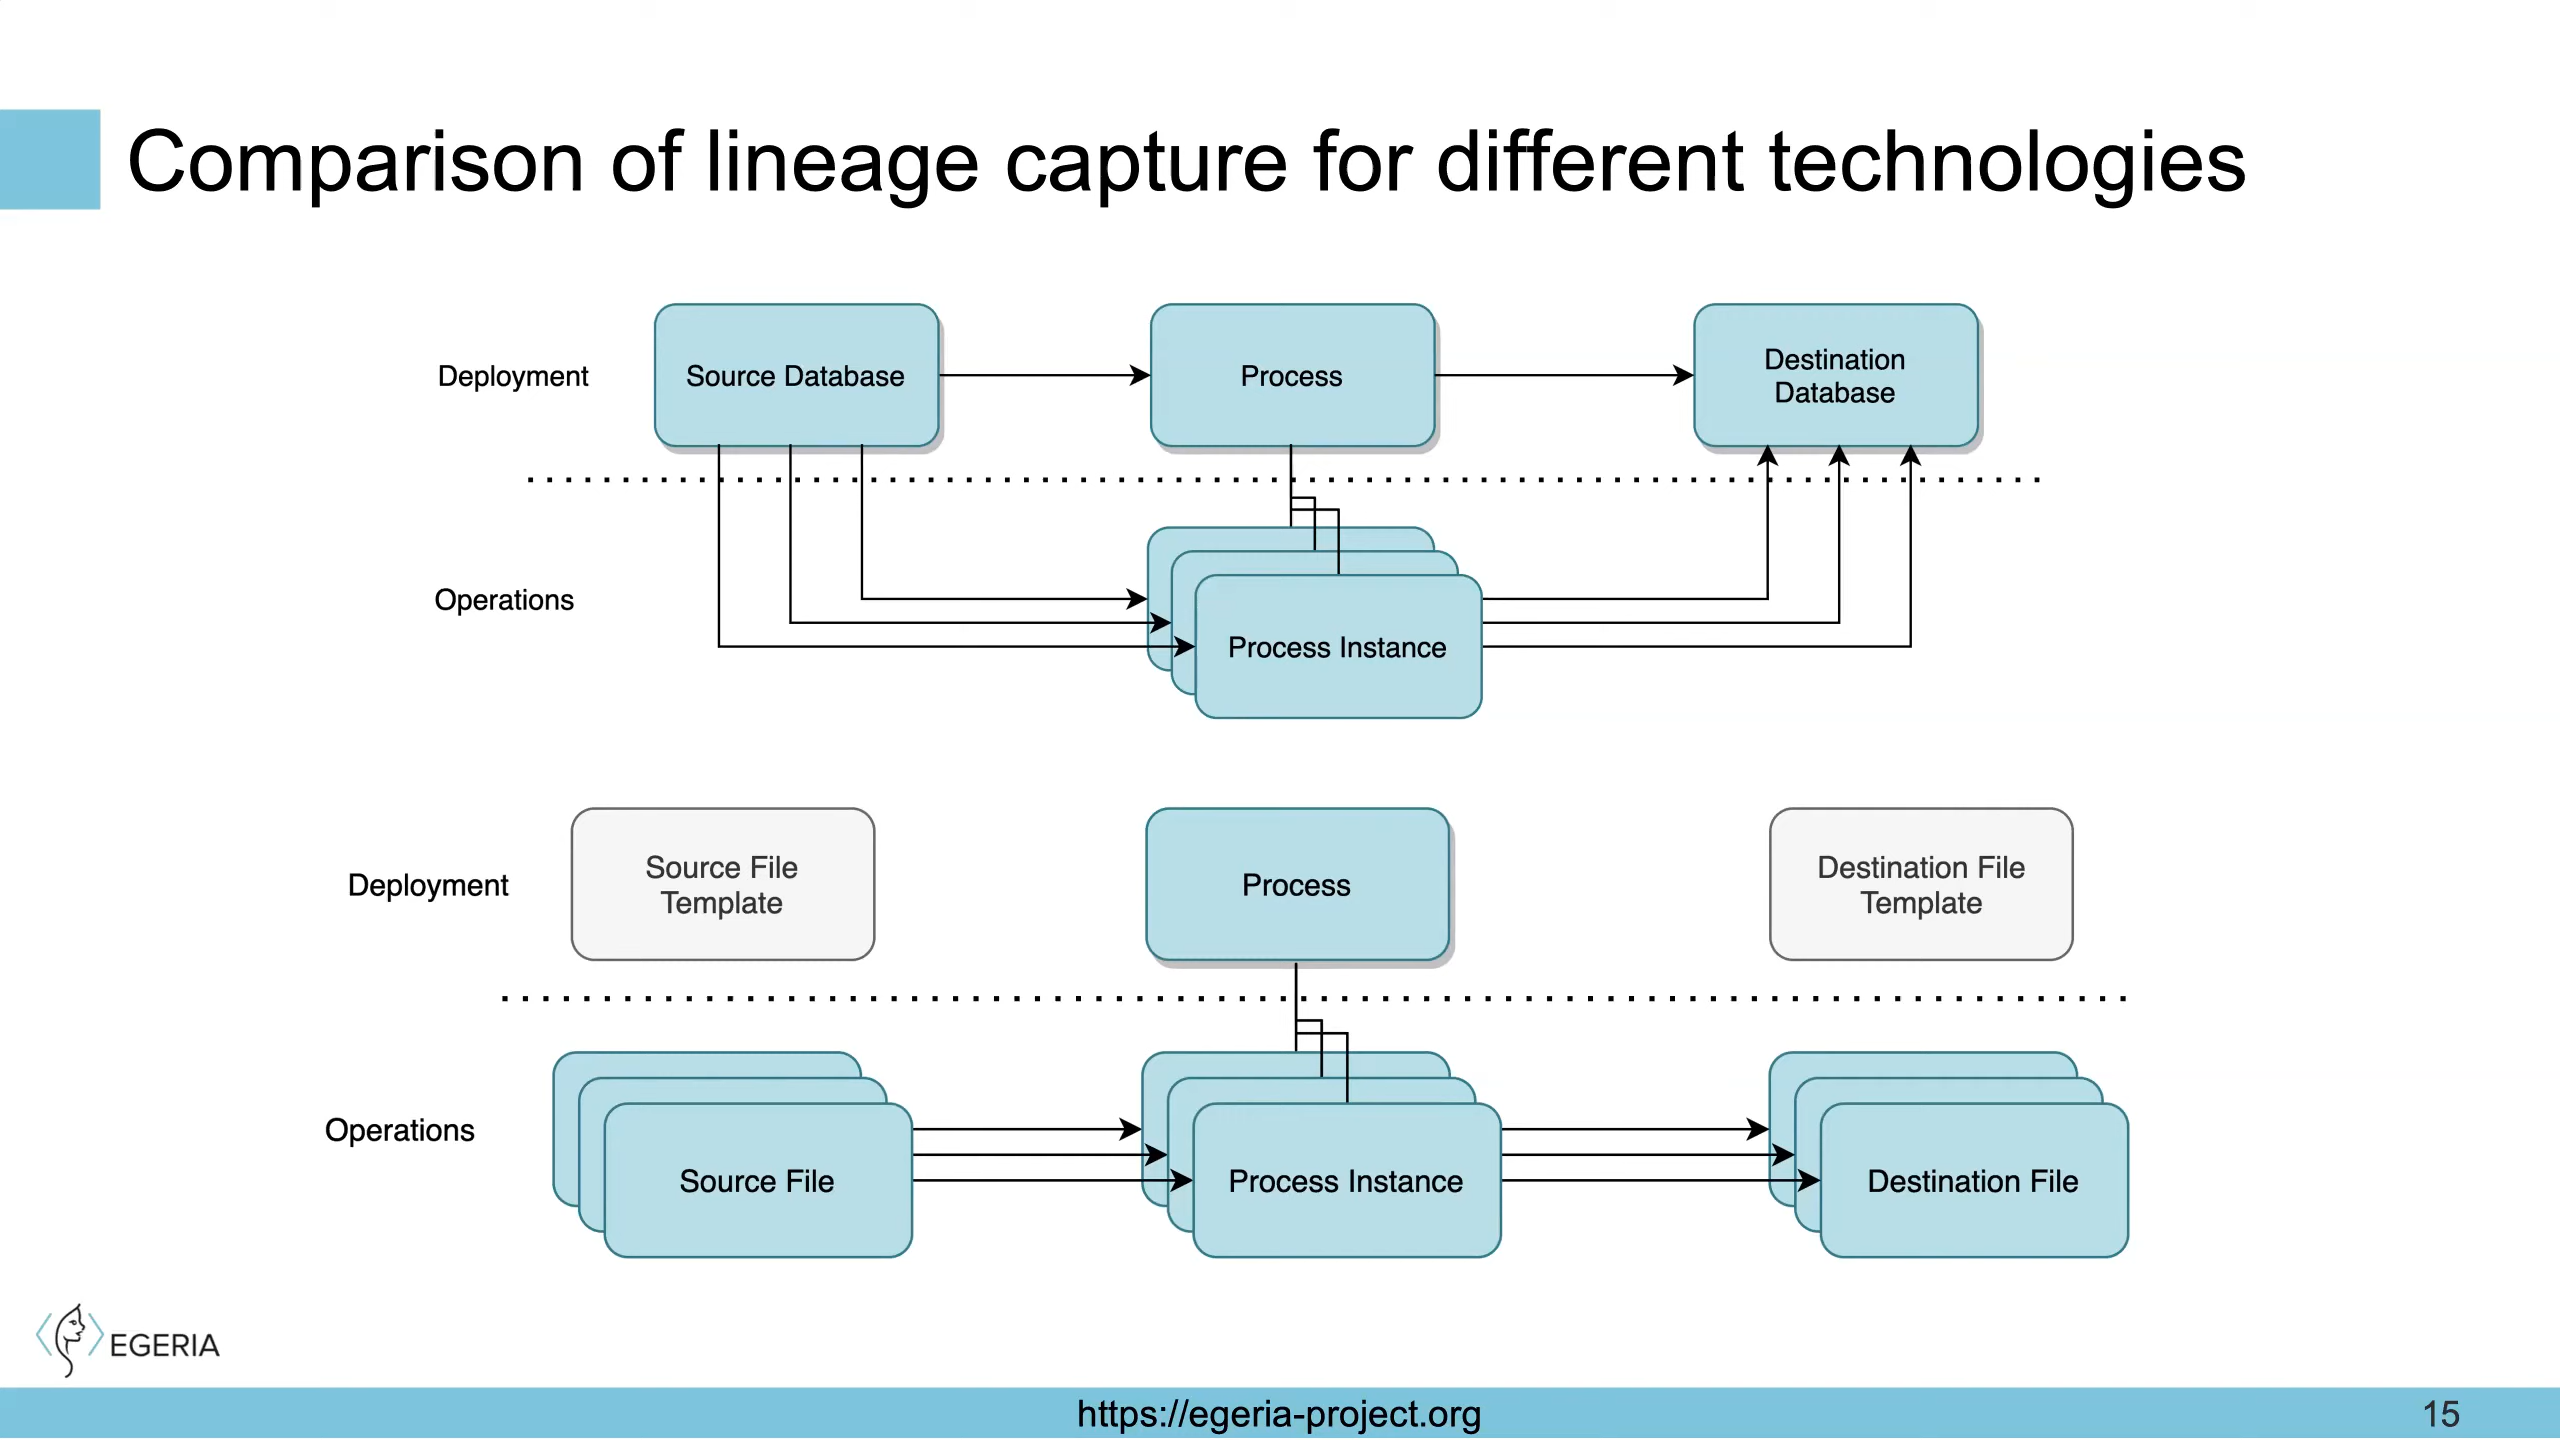 Comparison of lineage capture for different technologies
Deployment
Source Database
Process
Destination
Database
Operations
Process Instance
Deployment
Source File
Template
Process
Destination File
Template
Operations
Source File
Process Instance
Destination File
EGERIA
https://egeria-project.org
15